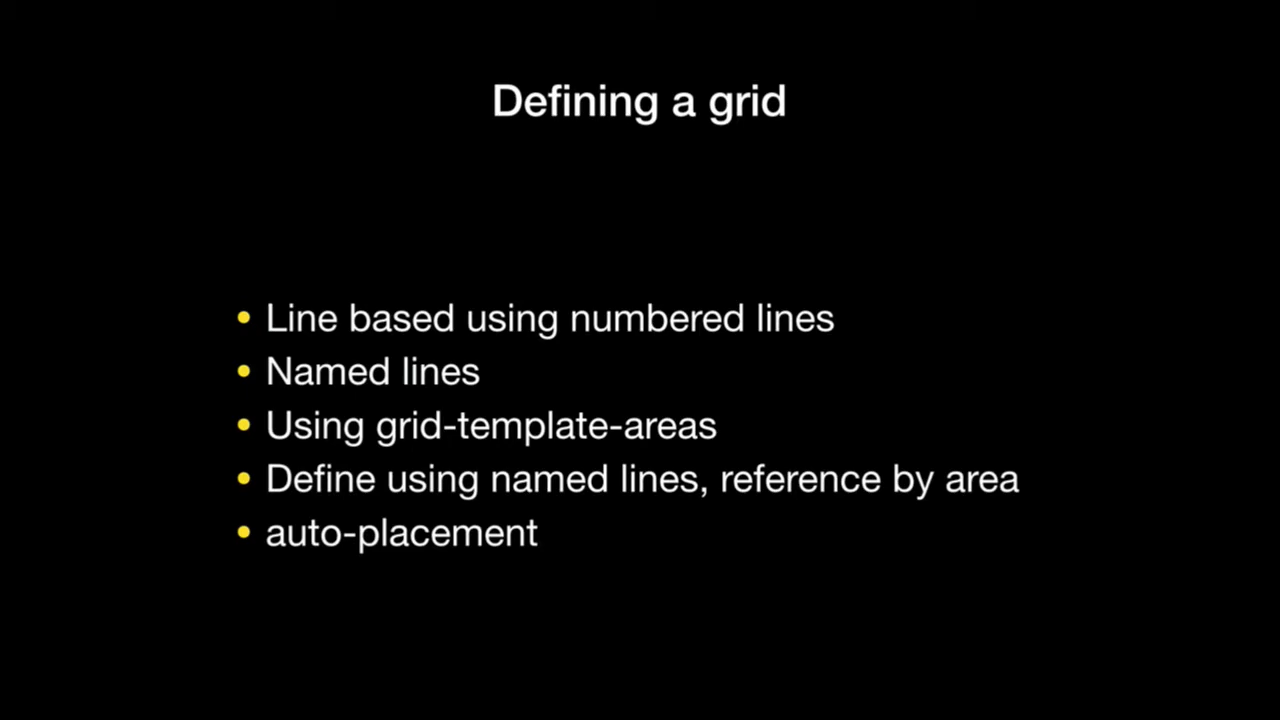 Defining a grid
• Line based using numbered lines
• Named lines
• Using grid-template-areas
• Define using named lines, reference by area
• auto-placement